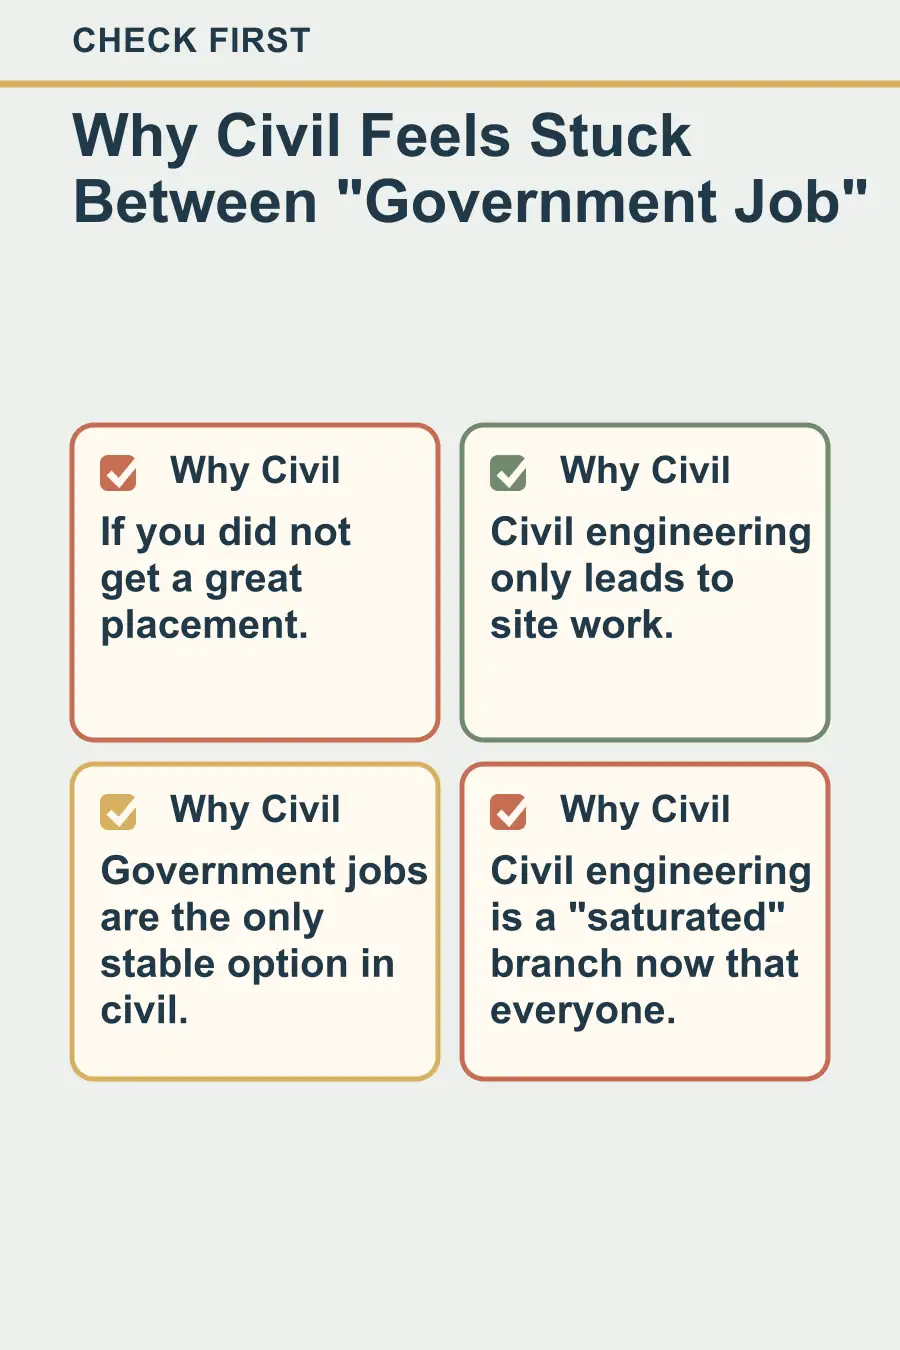 CHECK FIRST
Why Civil Feels Stuck
Between "Government Job"
Why Civil
If you did not
get a great
placement.
Why Civil
Civil engineering
only leads to
site work.
Why Civil
Government jobs
are the only
stable option in
civil.
Why Civil
Civil engineering
is a "saturated"
branch now that
everyone.